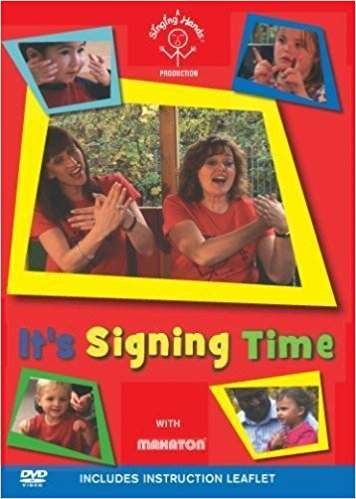 A
Singing Hands
PRODUCTION
It's Signing Time
WITH
MAKATON
DVD
VIDEO
INCLUDES INSTRUCTION LEAFLET